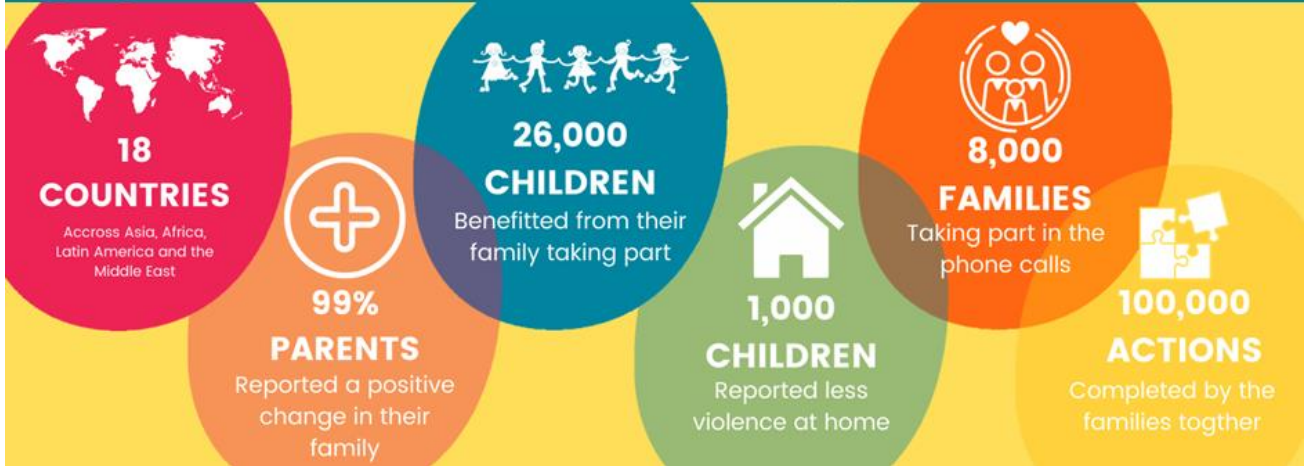 18
COUNTRIES
Accross Asia, Africa,
Latin America and the
Middle East
99%
PARENTS
Reported a positive
change in their
family
26,000
CHILDREN
Benefitted from their
family taking part
1,000
CHILDREN
Reported less
violence at home
8,000
FAMILIES
Taking part in the
phone calls
100,000
ACTIONS
Completed by the
families togther